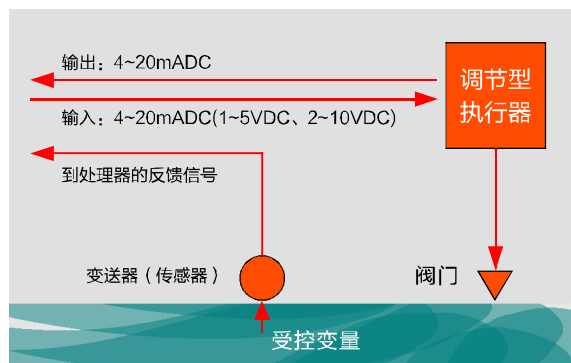 输出：4~20mADC
调节型
执行器
输入：4~20mADC(1~5VDC、2~10VDC)
到处理器的反馈信号
变送器（传感器）
阀门
受控变量